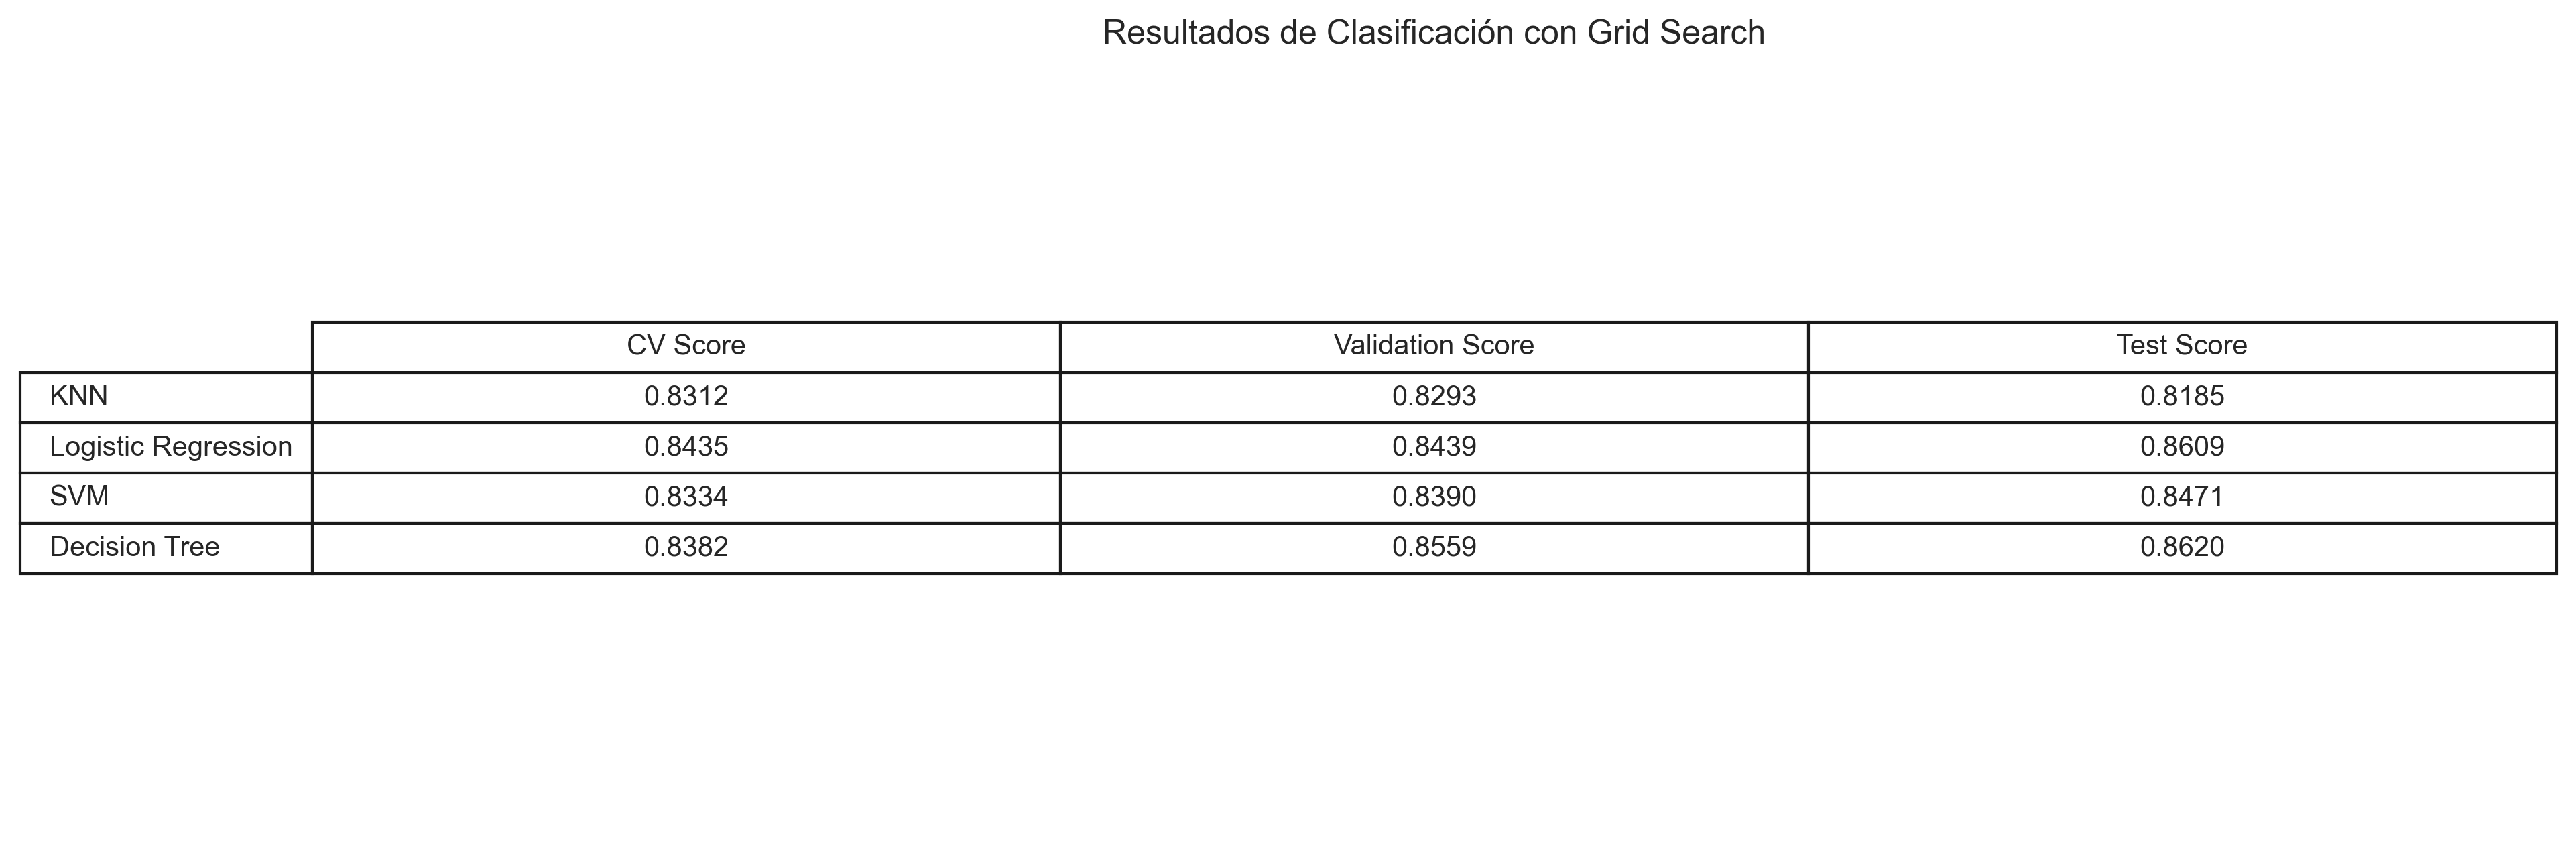 Resultados de Clasificación con Grid Search
CV Score Validation Score Test Score
KNN 0.8312 0.8293 0.8185
Logistic Regression 0.8435 0.8439 0.8609
SVM 0.8334 0.8390 0.8471
Decision Tree 0.8382 0.8559 0.8620